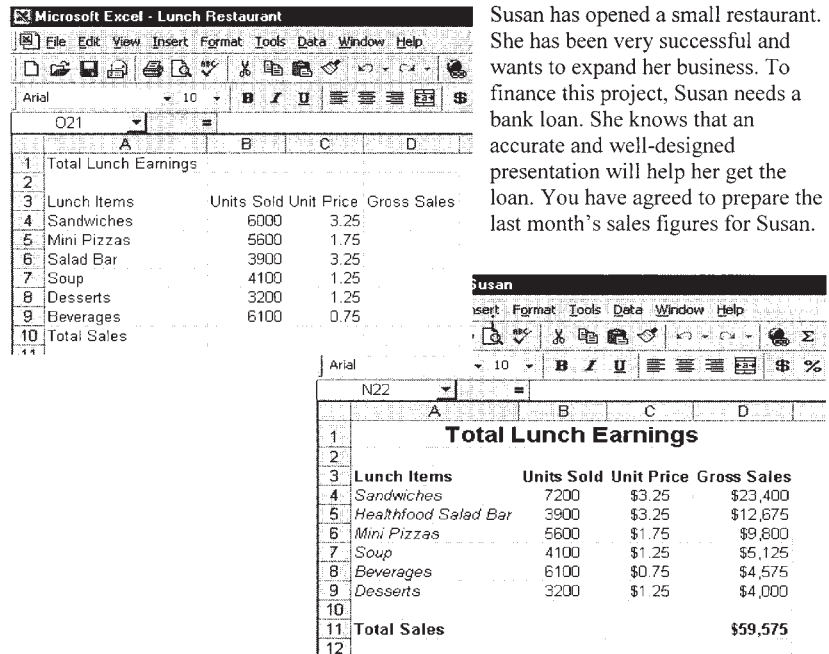 Microsoft Excel - Lunch Restaurant
File Edit View Insert Format Tools Data Window Help
Arial 10 B I U $
O21 =
A B C D
1 Total Lunch Earnings
2
3 Lunch Items Units Sold Unit Price Gross Sales
4 Sandwiches 6000 3.25
5 Mini Pizzas 5600 1.75
6 Salad Bar 3900 3.25
7 Soup 4100 1.25
8 Desserts 3200 1.25
9 Beverages 6100 0.75
10 Total Sales
11
Susan has opened a small restaurant.
She has been very successful and
wants to expand her business. To
finance this project, Susan needs a
bank loan. She knows that an
accurate and well-designed
presentation will help her get the
loan. You have agreed to prepare the
last month's sales figures for Susan.
Susan
nsert Format Tools Data Window Help
Σ
Arial 10 B I U $ %
N22 =
A B C D
1 Total Lunch Earnings
2
3 Lunch Items Units Sold Unit Price Gross Sales
4 Sandwiches 7200 $3.25 $23,400
5 Healthfood Salad Bar 3900 $3.25 $12,675
6 Mini Pizzas 5600 $1.75 $9,800
7 Soup 4100 $1.25 $5,125
8 Beverages 6100 $0.75 $4,575
9 Desserts 3200 $1.25 $4,000
10
11 Total Sales $59,575
12